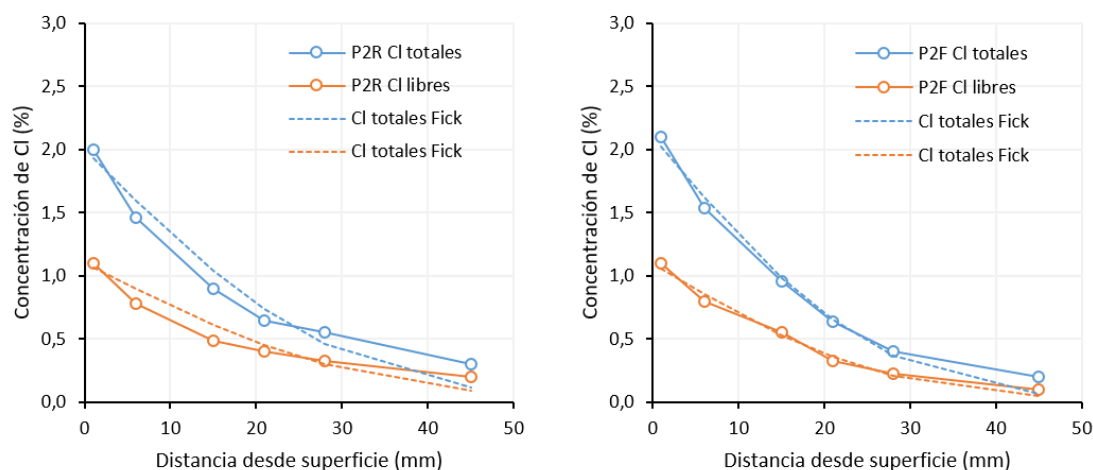 3,0
2,5
2,0
1,5
1,0
0,5
0,0
Concentración de Cl (%)
P2R Cl totales
P2R Cl libres
Cl totales Fick
Cl totales Fick
0 10 20 30 40 50
Distancia desde superficie (mm)
3,0
2,5
2,0
1,5
1,0
0,5
0,0
Concentración de Cl (%)
P2F Cl totales
P2F Cl libres
Cl totales Fick
Cl totales Fick
0 10 20 30 40 50
Distancia desde superficie (mm)